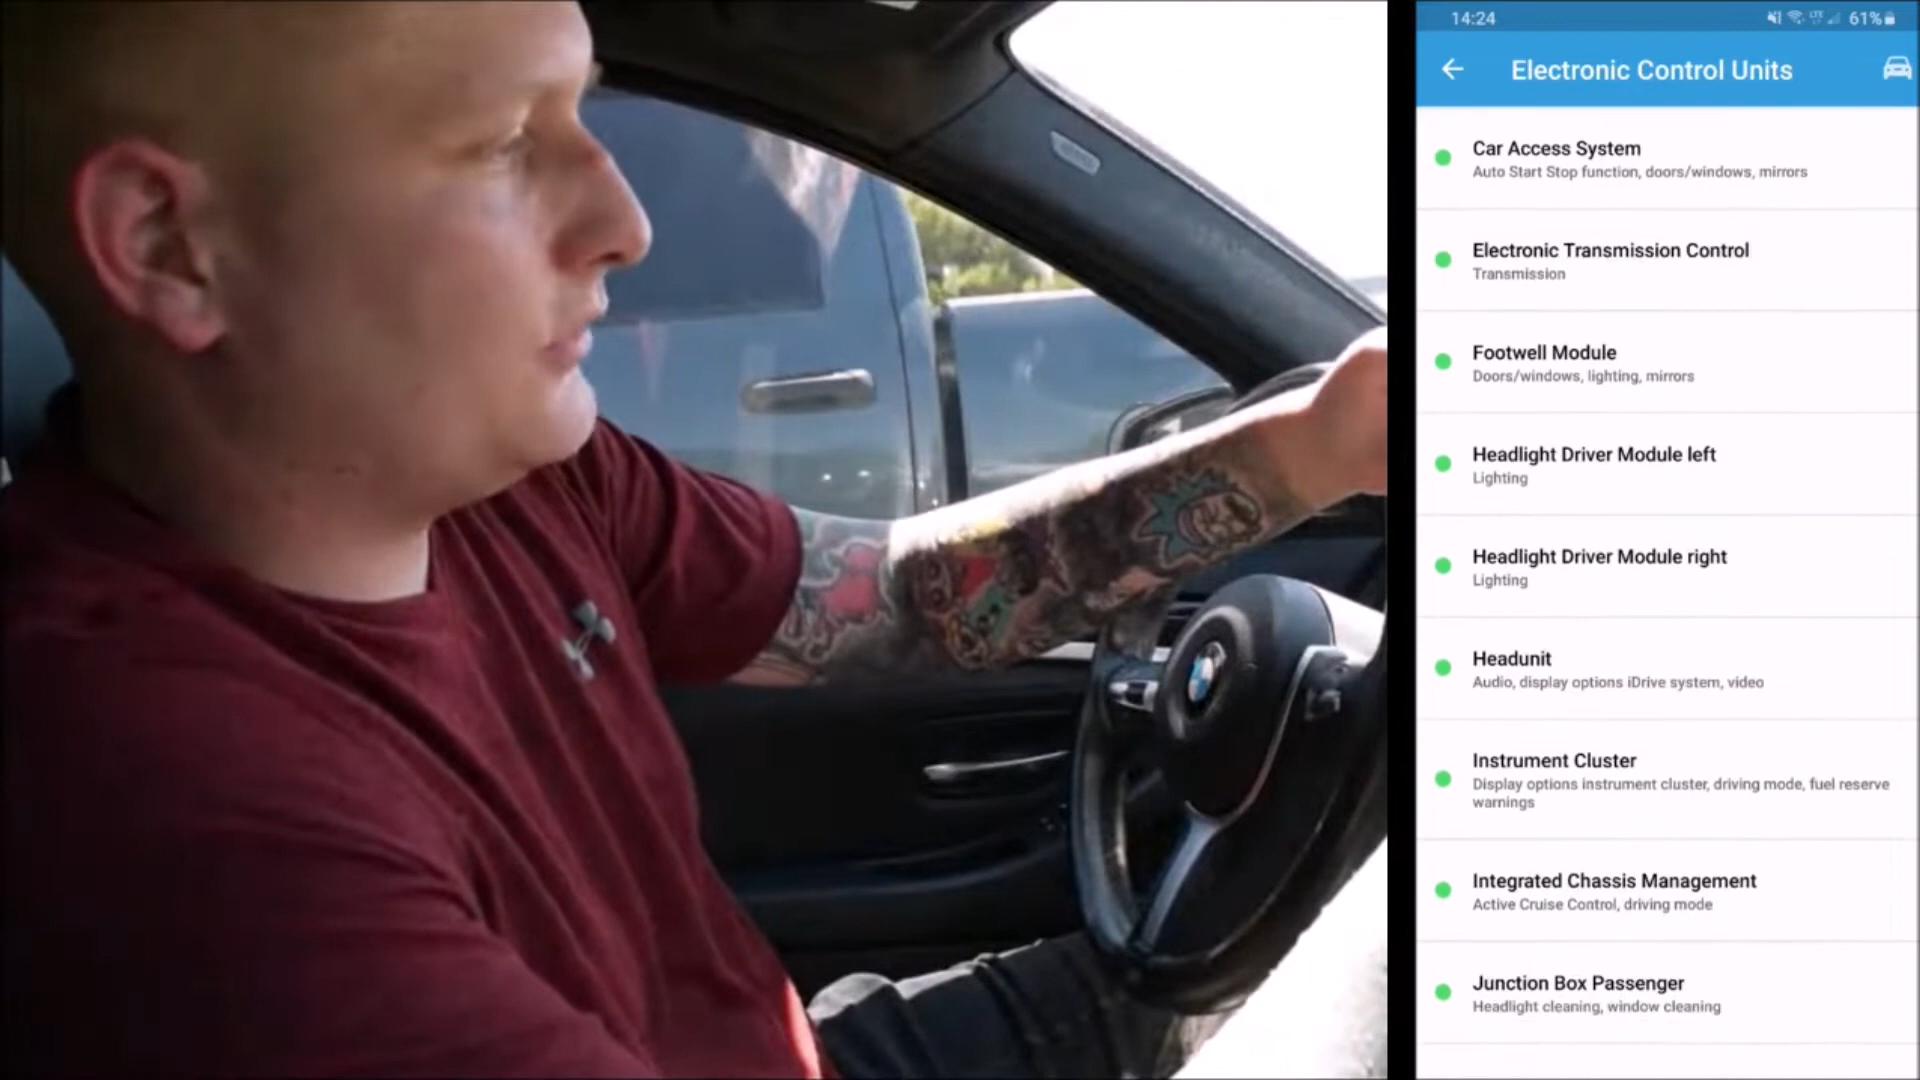 14:24
LTE
61%
Electronic Control Units
Car Access System
Auto Start Stop function, doors/windows, mirrors
Electronic Transmission Control
Transmission
Footwell Module
Doors/windows, lighting, mirrors
Headlight Driver Module left
Lighting
Headlight Driver Module right
Lighting
Headunit
Audio, display options iDrive system, video
Instrument Cluster
Display options instrument cluster, driving mode, fuel reserve
warnings
Integrated Chassis Management
Active Cruise Control, driving mode
Junction Box Passenger
Headlight cleaning, window cleaning